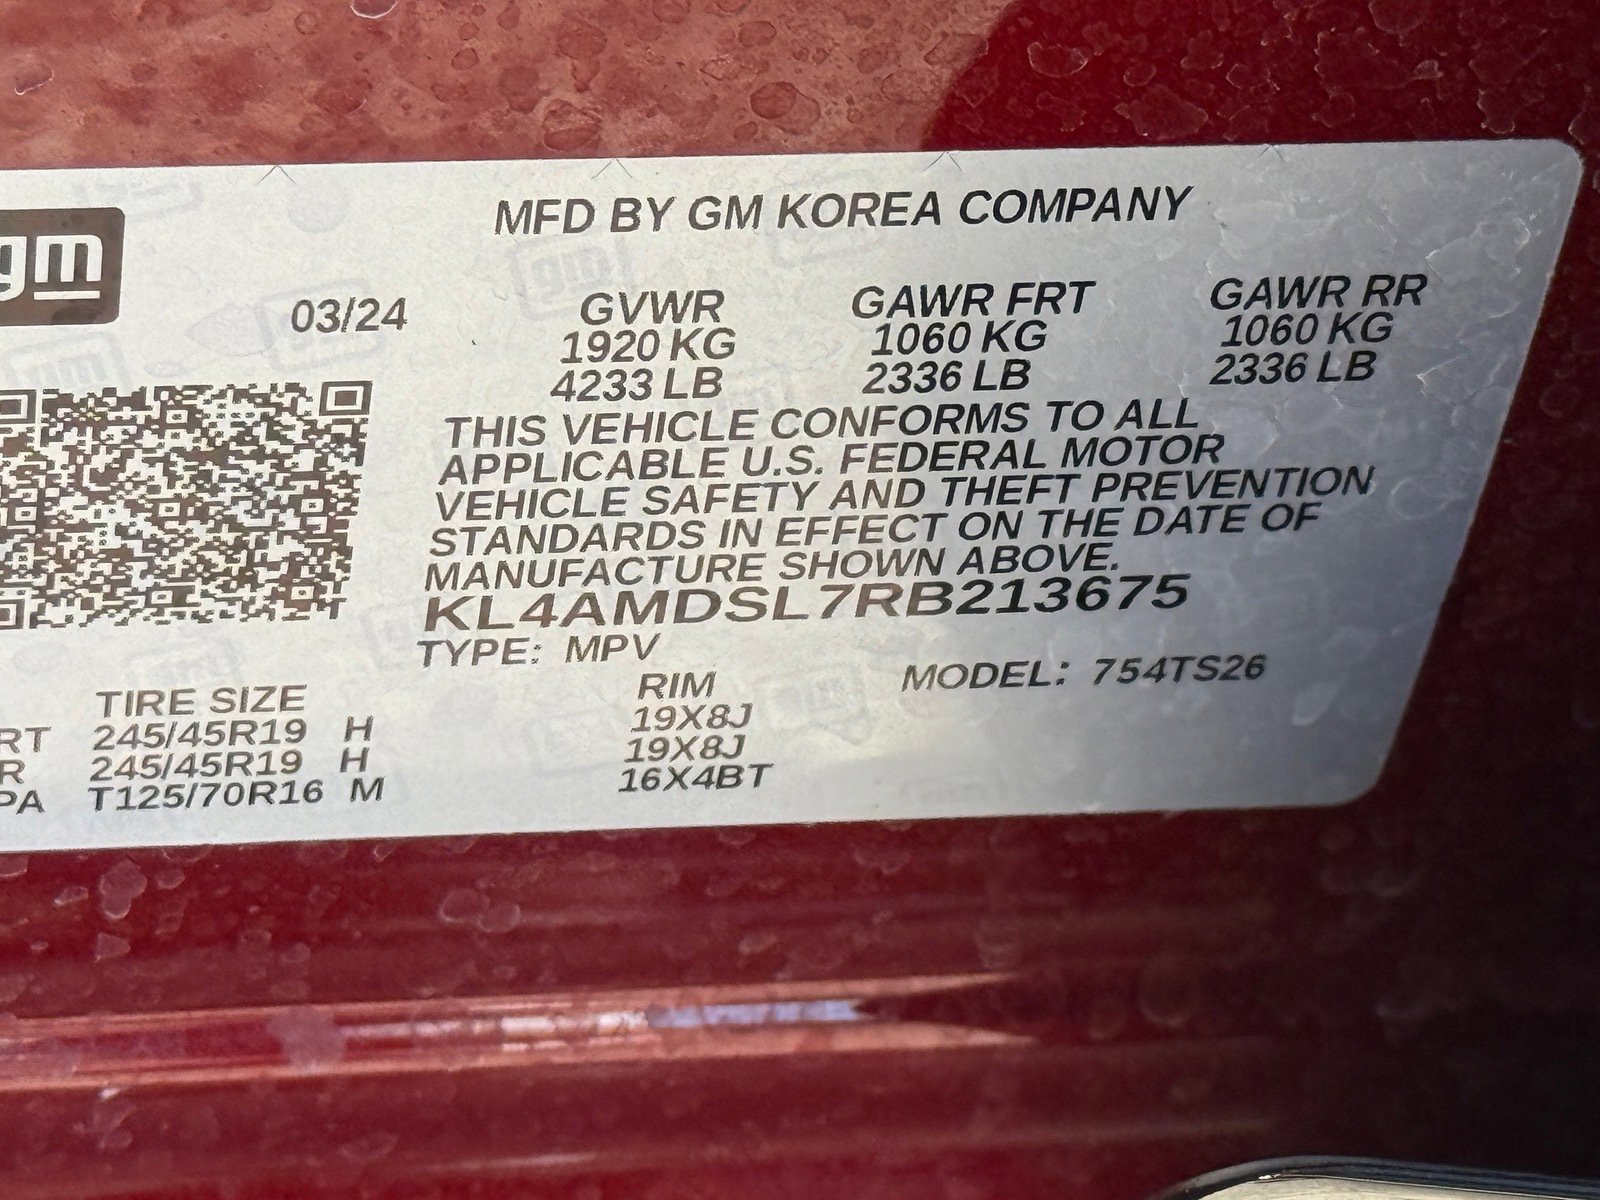 gm
MFD BY GM KOREA COMPANY
03/24
GVWR GAWR FRT GAWR RR
1920 KG 1060 KG 1060 KG
4233 LB 2336 LB 2336 LB
THIS VEHICLE CONFORMS TO ALL
APPLICABLE U.S. FEDERAL MOTOR
VEHICLE SAFETY AND THEFT PREVENTION
STANDARDS IN EFFECT ON THE DATE OF
MANUFACTURE SHOWN ABOVE.
KL4AMDSL7RB213675
TYPE: MPV MODEL: 754TS26
TIRE SIZE RIM
RT 245/45R19 H 19X8J
R 245/45R19 H 19X8J
PA T125/70R16 M 16X4BT